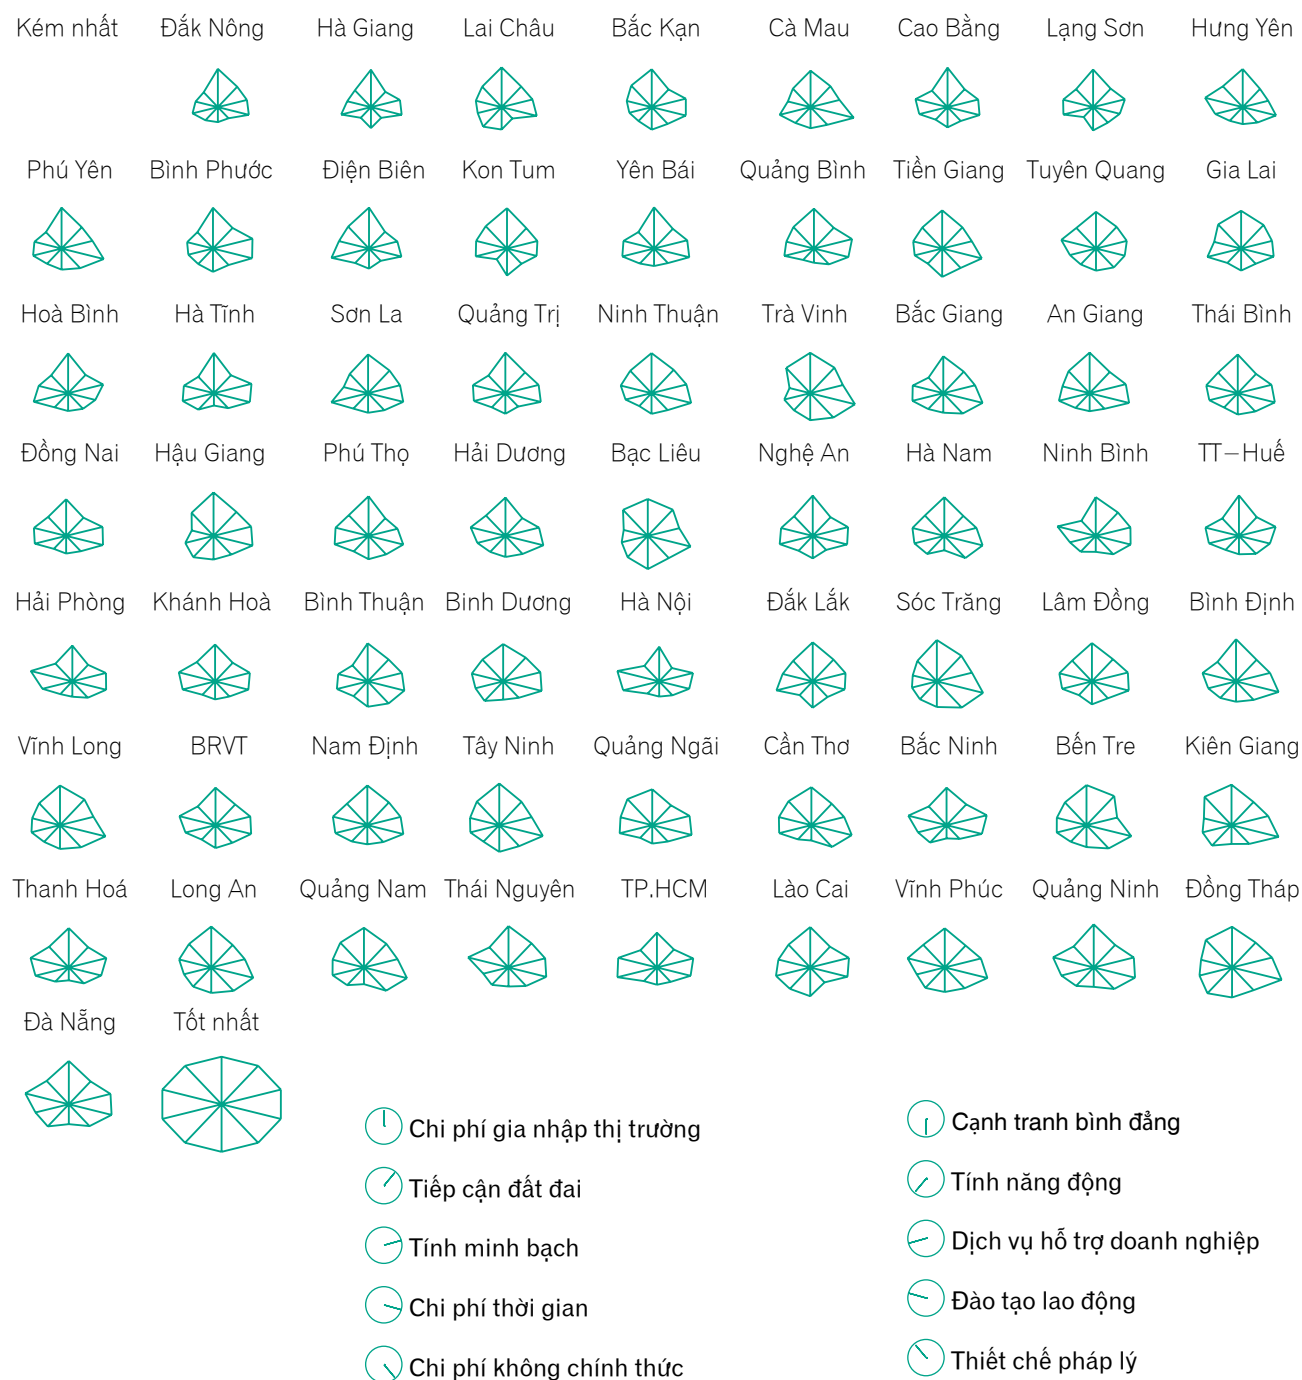 Kém nhất Đắk Nông Hà Giang Lai Châu Bắc Kạn Cà Mau Cao Bằng Lạng Sơn Hưng Yên
Phú Yên Bình Phước Điện Biên Kon Tum Yên Bái Quảng Bình Tiền Giang Tuyên Quang Gia Lai
Hoà Bình Hà Tĩnh Sơn La Quảng Trị Ninh Thuận Trà Vinh Bắc Giang An Giang Thái Bình
Đồng Nai Hậu Giang Phú Thọ Hải Dương Bạc Liêu Nghệ An Hà Nam Ninh Bình TT–Huế
Hải Phòng Khánh Hoà Bình Thuận Binh Dương Hà Nội Đắk Lắk Sóc Trăng Lâm Đồng Bình Định
Vĩnh Long BRVT Nam Định Tây Ninh Quảng Ngãi Cần Thơ Bắc Ninh Bến Tre Kiên Giang
Thanh Hoá Long An Quảng Nam Thái Nguyên TP.HCM Lào Cai Vĩnh Phúc Quảng Ninh Đồng Tháp
Đà Nẵng Tốt nhất
Chi phí gia nhập thị trường
Tiếp cận đất đai
Tính minh bạch
Chi phí thời gian
Chi phí không chính thức
Cạnh tranh bình đẳng
Tính năng động
Dịch vụ hỗ trợ doanh nghiệp
Đào tạo lao động
Thiết chế pháp lý